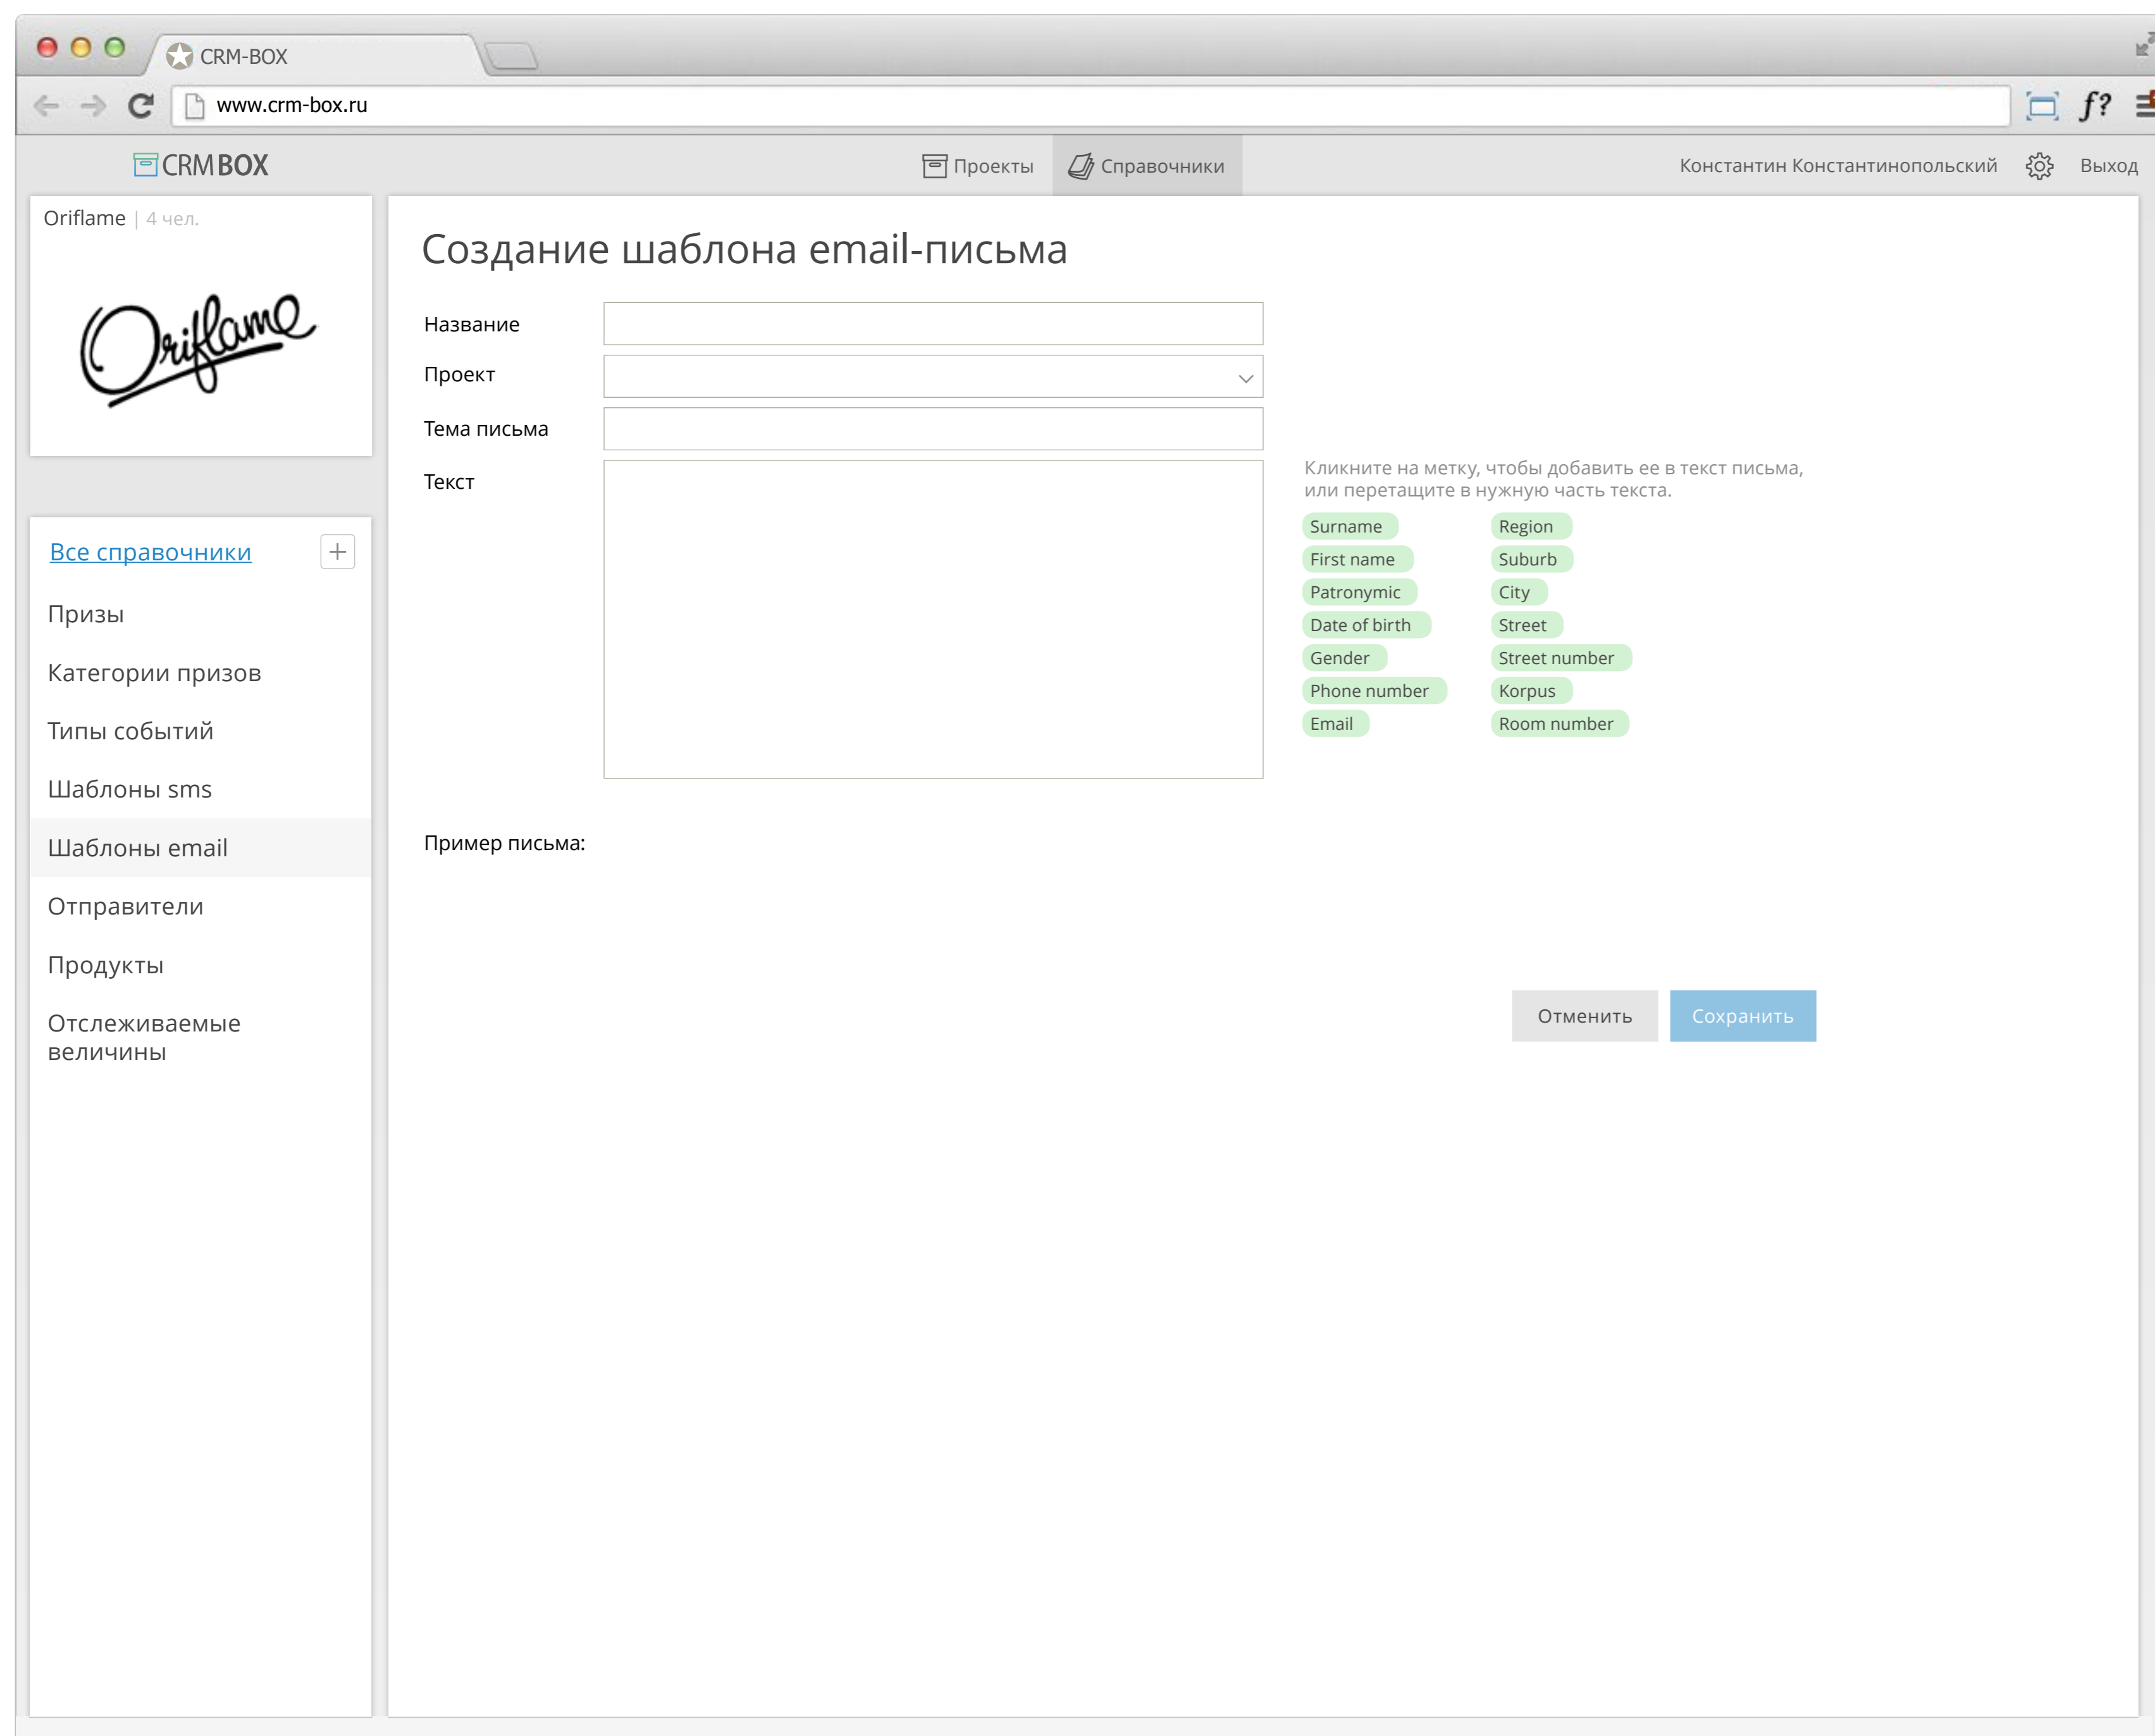 CRM-BOX
www.crm-box.ru
f?
CRMBOX
Проекты
Справочники
Константин Константинопольский
Выход
Oriflame | 4 чел.
Oriflame
Все справочники
Призы
Категории призов
Типы событий
Шаблоны sms
Шаблоны email
Отправители
Продукты
Отслеживаемые
величины
Создание шаблона email-письма
Название
Проект
Тема письма
Текст
Кликните на метку, чтобы добавить ее в текст письма,
или перетащите в нужную часть текста.
Surname
First name
Patronymic
Date of birth
Gender
Phone number
Email
Region
Suburb
City
Street
Street number
Korpus
Room number
Пример письма:
Отменить
Сохранить